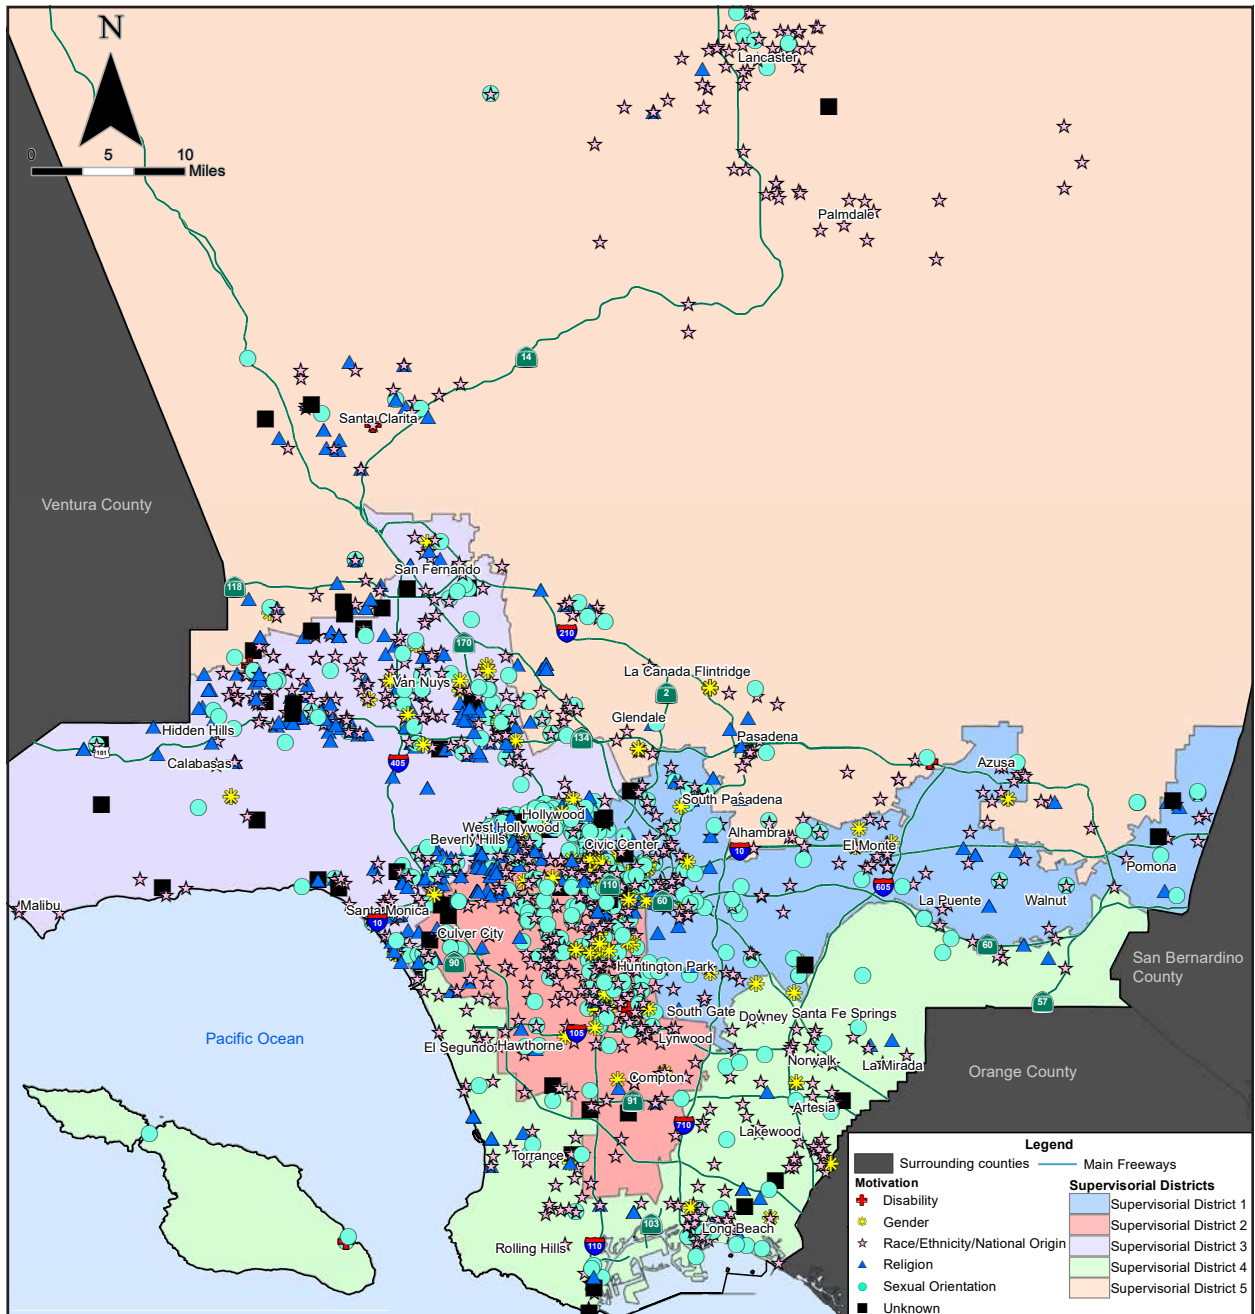 N
0 5 10
Miles
Lancaster
Palmdale
14
Santa Clarita
Ventura County
San Fernando
118
210
170
La Canada Flintridge
Van Nuys
2
Glendale
Hidden Hills
134
Pasadena
101
Calabasas
405
Azusa
South Pasadena
Hollywood
West Hollywood
Alhambra
Beverly Hills
Civic Center
El Monte
10
Pomona
110
605
60
La Puente
Walnut
Malibu
Santa Monica
10
Culver City
60
90
Huntington Park
San Bernardino
County
57
South Gate
Downey
Santa Fe Springs
Pacific Ocean
105
El Segundo
Hawthorne
Lynwood
Norwalk
La Mirada
Orange County
Compton
91
Artesia
710
Lakewood
Torrance
103
Long Beach
Rolling Hills
110
Legend
Surrounding counties
Main Freeways
Motivation
Disability
Gender
Race/Ethnicity/National Origin
Religion
Sexual Orientation
Unknown
Supervisorial Districts
Supervisorial District 1
Supervisorial District 2
Supervisorial District 3
Supervisorial District 4
Supervisorial District 5